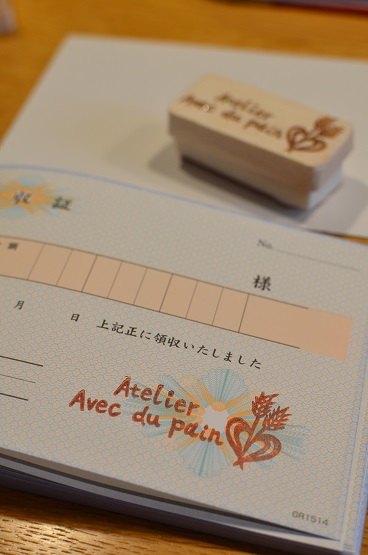 Atelier
Avec du pain
収 証
No.
額
様
月 日 上記正に領収いたしました
Atelier
Avec du pain
GR1514